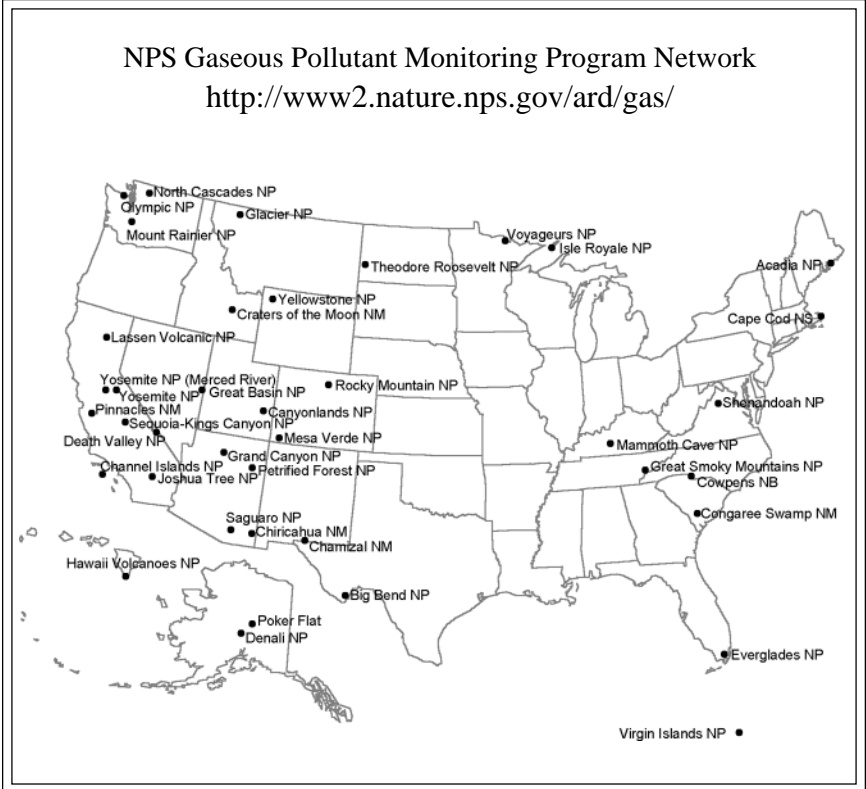 NPS Gaseous Pollutant Monitoring Program Network
http://www2.nature.nps.gov/ard/gas/
North Cascades NP
Olympic NP
Mount Rainier NP
Glacier NP
Voyageurs NP
Isle Royale NP
Theodore Roosevelt NP
Acadia NP
Yellowstone NP
Craters of the Moon NM
Cape Cod NS
Lassen Volcanic NP
Yosemite NP (Merced River)
Yosemite NP
Great Basin NP
Rocky Mountain NP
Pinnacles NM
Sequoia-Kings Canyon NP
Canyonlands NP
Shenandoah NP
Death Valley NP
Mesa Verde NP
Mammoth Cave NP
Grand Canyon NP
Channel Islands NP
Petrified Forest NP
Joshua Tree NP
Great Smoky Mountains NP
Cowpens NB
Saguaro NP
Chiricahua NM
Chamizal NM
Congaree Swamp NM
Hawaii Volcanoes NP
Big Bend NP
Poker Flat
Denali NP
Everglades NP
Virgin Islands NP